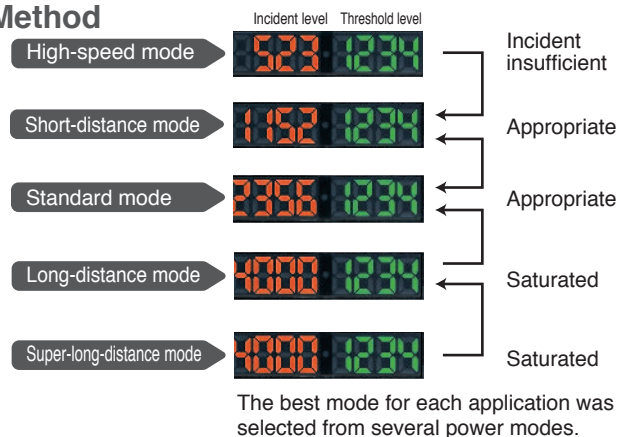 Method
Incident level Threshold level
High-speed mode 523 1234 Incident insufficient
Short-distance mode 1152 1234 Appropriate
Standard mode 2356 1234 Appropriate
Long-distance mode 4000 1234 Saturated
Super-long-distance mode 4000 1234 Saturated
The best mode for each application was
selected from several power modes.